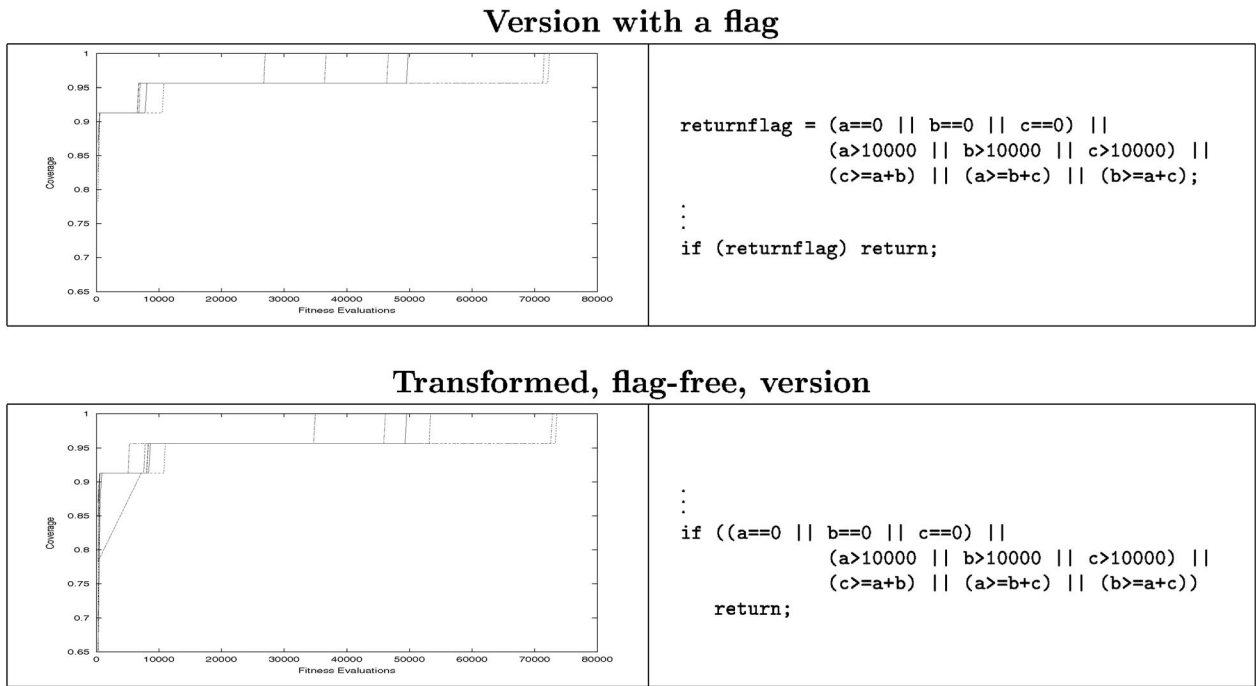 Version with a flag
1
0.95
0.9
0.85
0.8
0.75
0.7
0.65
Coverage
0 10000 20000 30000 40000 50000 60000 70000 80000
Fitness Evaluations
returnflag = (a==0 || b==0 || c==0) ||
(a>10000 || b>10000 || c>10000) ||
(c>=a+b) || (a>=b+c) || (b>=a+c);
.
.
.
if (returnflag) return;
Transformed, flag-free, version
1
0.95
0.9
0.85
0.8
0.75
0.7
0.65
Coverage
0 10000 20000 30000 40000 50000 60000 70000 80000
Fitness Evaluations
.
.
.
if ((a==0 || b==0 || c==0) ||
(a>10000 || b>10000 || c>10000) ||
(c>=a+b) || (a>=b+c) || (b>=a+c))
return;